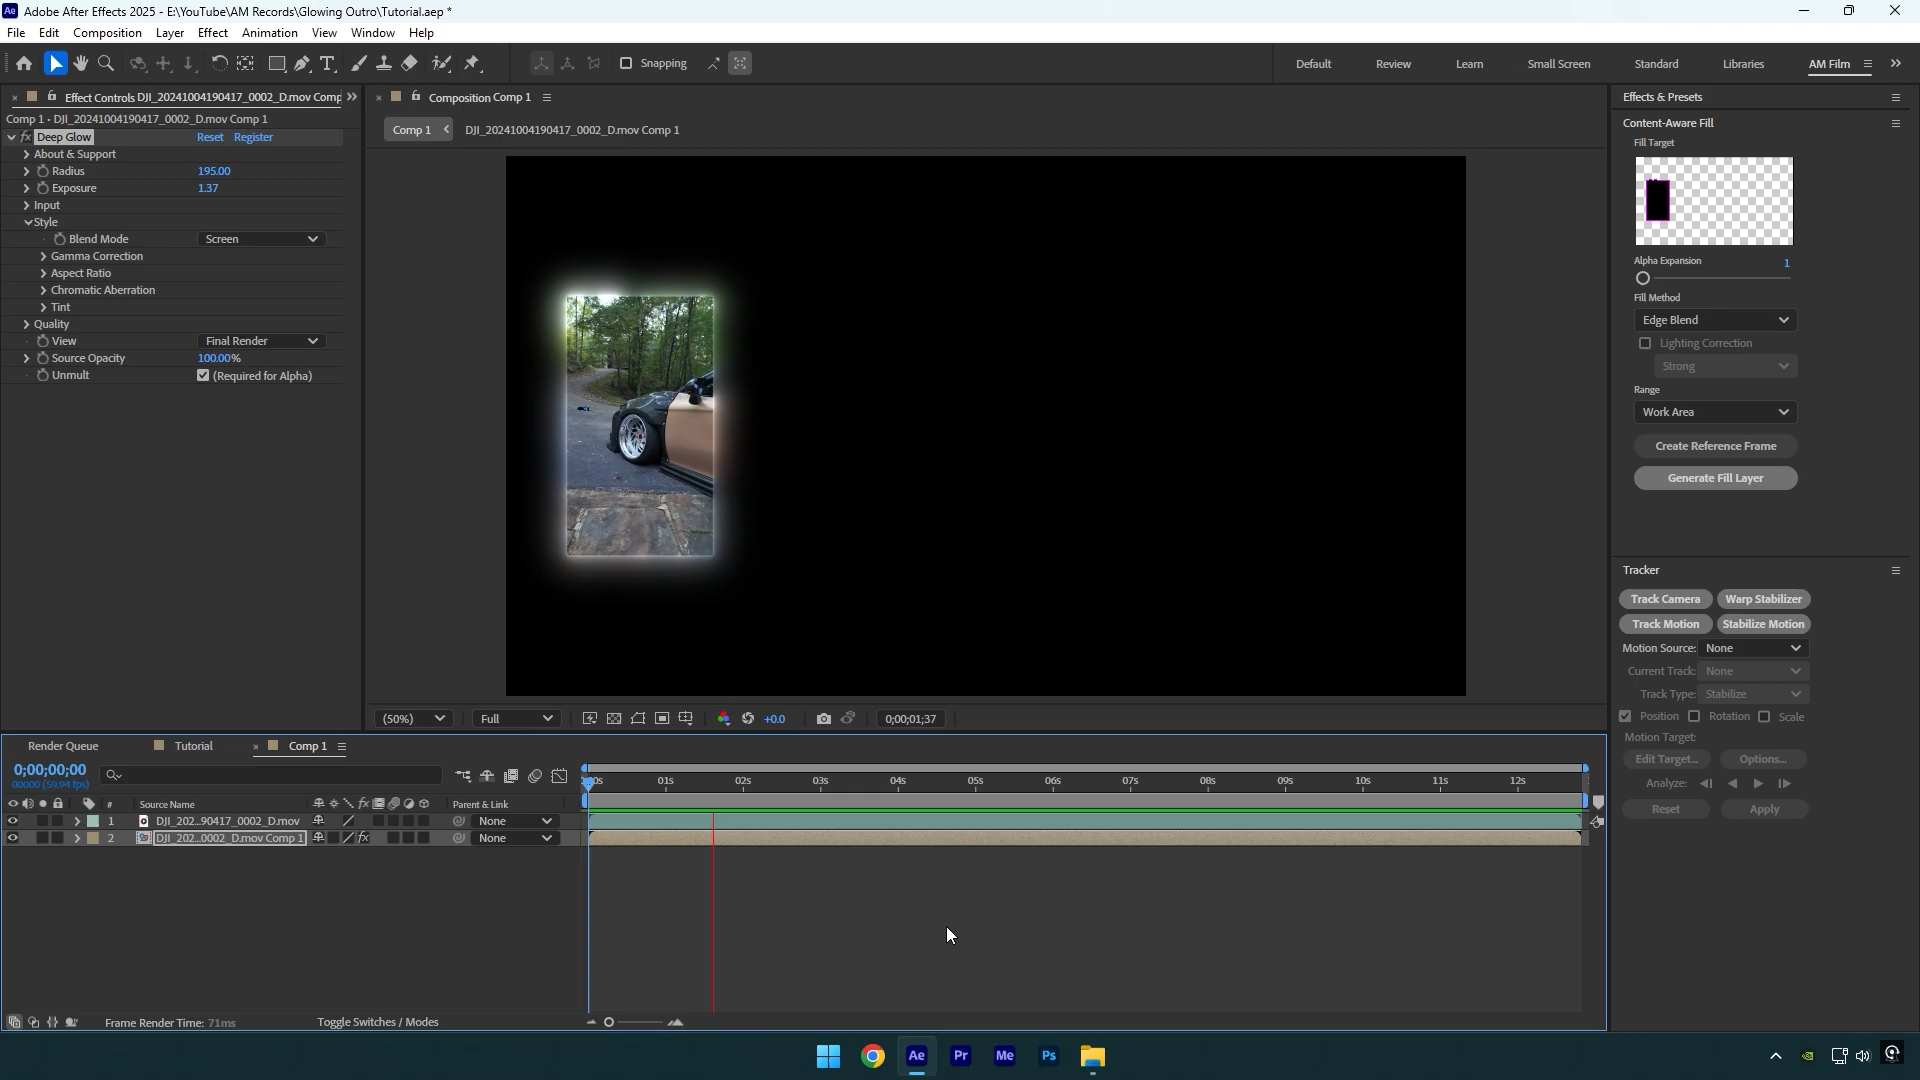 Ae Adobe After Effects 2025 - E:\YouTube\AM Records\Glowing Outro\Tutorial.aep *
File Edit Composition Layer Effect Animation View Window Help
Snapping
Default Review Learn Small Screen Standard Libraries AM Film
Effect Controls DJI_20241004190417_0002_D.mov Comp
Comp 1 - DJI_20241004190417_0002_D.mov Comp 1
fx Deep Glow Reset Register
About & Support
Radius 195.00
Exposure 1.37
Input
Style
Blend Mode Screen
Gamma Correction
Aspect Ratio
Chromatic Aberration
Tint
Quality
View Final Render
Source Opacity 100.00%
Unmult (Required for Alpha)
Composition Comp 1
Comp 1 DJI_20241004190417_0002_D.mov Comp 1
(50%) Full +0.0 0;00;01;37
Effects & Presets
Content-Aware Fill
Fill Target
Alpha Expansion 1
Fill Method
Edge Blend
Lighting Correction
Strong
Range
Work Area
Create Reference Frame
Generate Fill Layer
Tracker
Track Camera Warp Stabilizer
Track Motion Stabilize Motion
Motion Source: None
Current Track: None
Track Type: Stabilize
Position Rotation Scale
Motion Target:
Edit Target... Options...
Analyze:
Reset Apply
Render Queue Tutorial Comp 1
0;00;00;00
00000 (59.94 fps)
01s 02s 03s 04s 05s 06s 07s 08s 09s 10s 11s 12s
# Source Name fx Parent & Link
1 DJI_202...90417_0002_D.mov None
2 DJI_202...0002_D.mov Comp 1 fx None
Frame Render Time: 71ms Toggle Switches / Modes
Ae Pr Me Ps